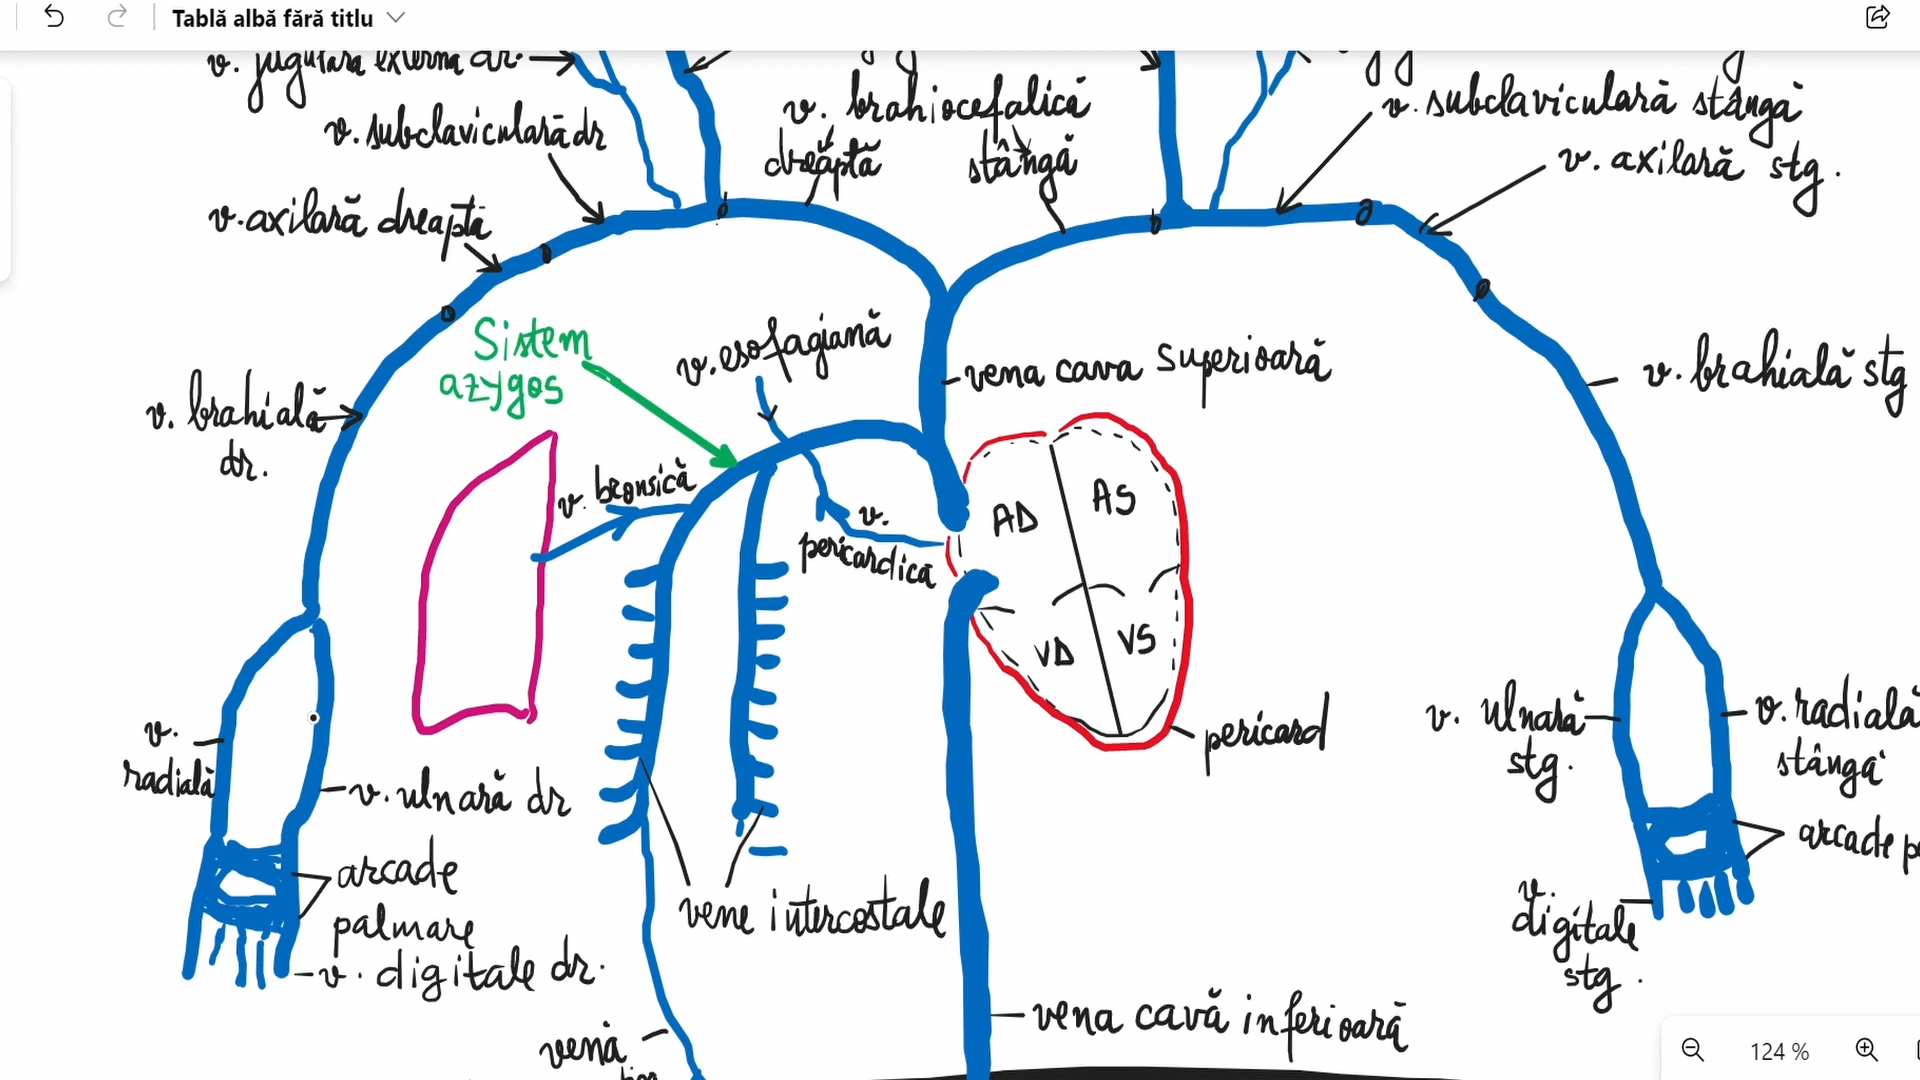 Tablă albă fără titlu
v. jugulară externă dr.
v. subclaviculară dr
v. axilară dreaptă
v. brahiocefalică
dreaptă
stângă
v. subclaviculară stângă
v. axilară stg.
Sistem
azygos
v. esofagiană
vena cava superioară
v. brahială
dr.
v. brahială stg
v. bronsică
v.
pericardica
AD
AS
VD
VS
pericard
v.
radială
v. ulnară dr
v. ulnară
stg.
v. radială
stângă
arcade
palmare
v. digitale dr.
vene intercostale
arcade p
v.
digitale
stg.
vena cavă inferioară
vena
124 %